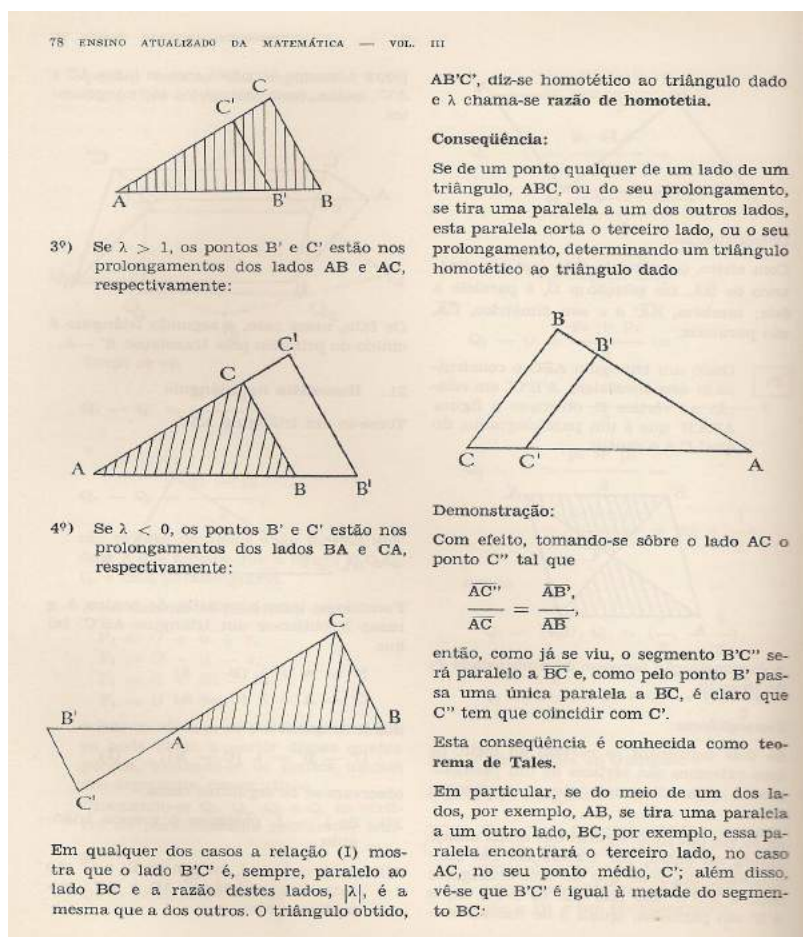 78 ENSINO ATUALIZADO DA MATEMÁTICA — VOL. III
C
C'
A
B'
B
3º) Se λ > 1, os pontos B' e C' estão nos
prolongamentos dos lados AB e AC,
respectivamente:
C'
C
A
B
B'
4º) Se λ < 0, os pontos B' e C' estão nos
prolongamentos dos lados BA e CA,
respectivamente:
C
B'
A
B
C'
Em qualquer dos casos a relação (I) mos-
tra que o lado B'C' é, sempre, paralelo ao
lado BC e a razão destes lados, |λ|, é a
mesma que a dos outros. O triângulo obtido,
AB'C', diz-se homotético ao triângulo dado
e λ chama-se razão de homotetia.
Conseqüência:
Se de um ponto qualquer de um lado de um
triângulo, ABC, ou do seu prolongamento,
se tira uma paralela a um dos outros lados,
esta paralela corta o terceiro lado, ou o seu
prolongamento, determinando um triângulo
homotético ao triângulo dado
B
B'
C
C'
A
Demonstração:
Com efeito, tomando-se sôbre o lado AC o
ponto C" tal que
AC" AB',
=
AC AB
então, como já se viu, o segmento B'C" se-
rá paralelo a BC e, como pelo ponto B' pas-
sa uma única paralela a BC, é claro que
C" tem que coincidir com C'.
Esta conseqüência é conhecida como teo-
rema de Tales.
Em particular, se do meio de um dos la-
dos, por exemplo, AB, se tira uma paralela
a um outro lado, BC, por exemplo, essa pa-
ralela encontrará o terceiro lado, no caso
AC, no seu ponto médio, C'; além disso,
vê-se que B'C' é igual à metade do segmen-
to BC·